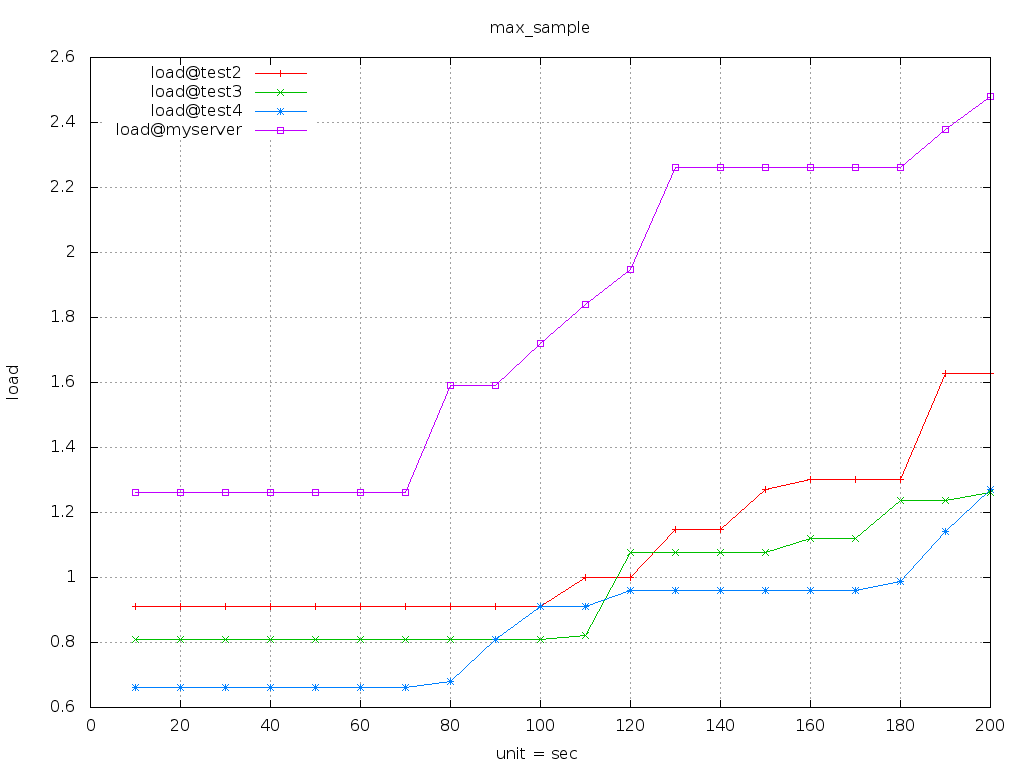 max_sample
load@test2
load@test3
load@test4
load@myserver
2.6
2.4
2.2
2
1.8
1.6
1.4
1.2
1
0.8
0.6
load
0 20 40 60 80 100 120 140 160 180 200
unit = sec